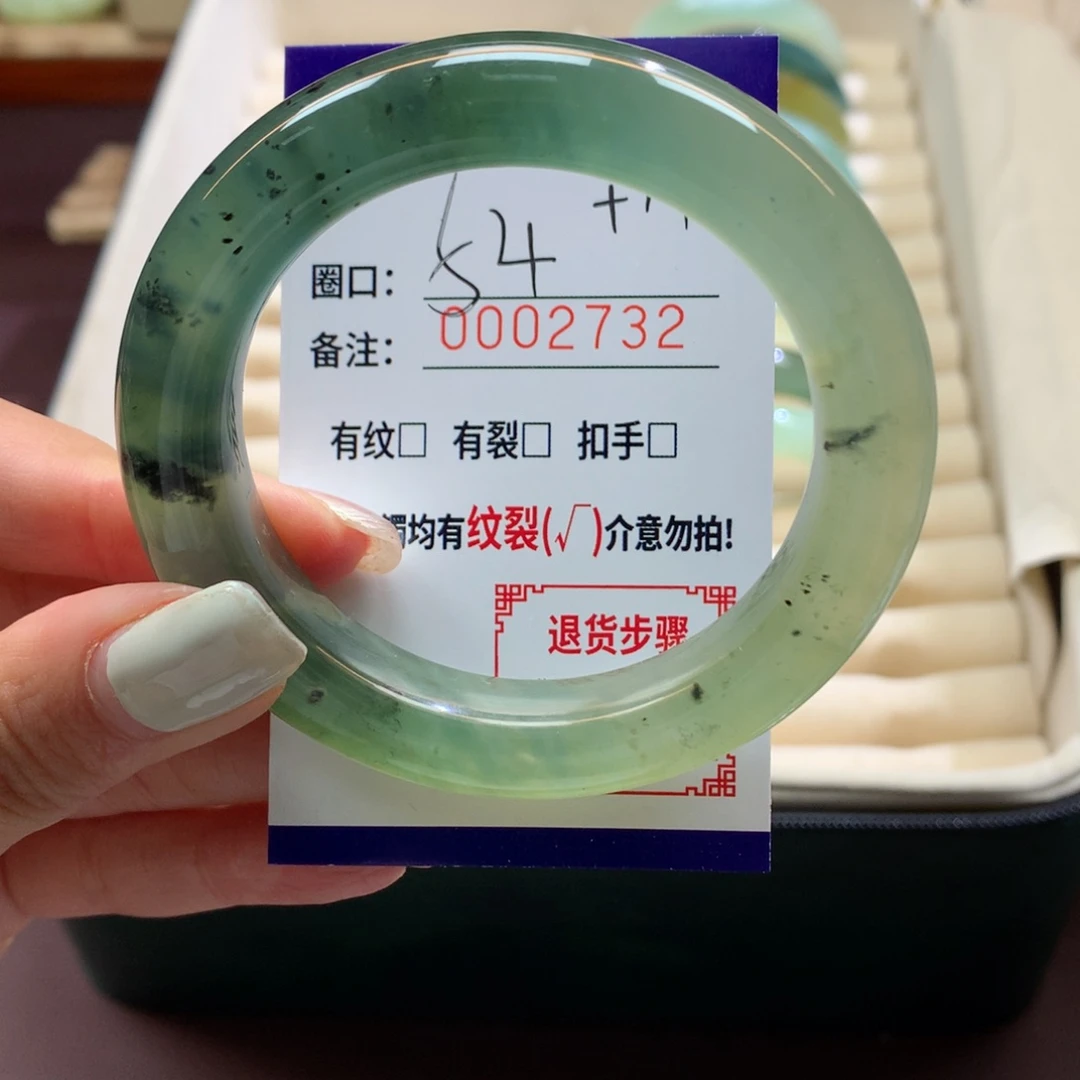 圈口: 54
备注: 0002732
有纹□ 有裂□ 扣手□
镯均有纹裂(√)介意勿拍!
退货步骤